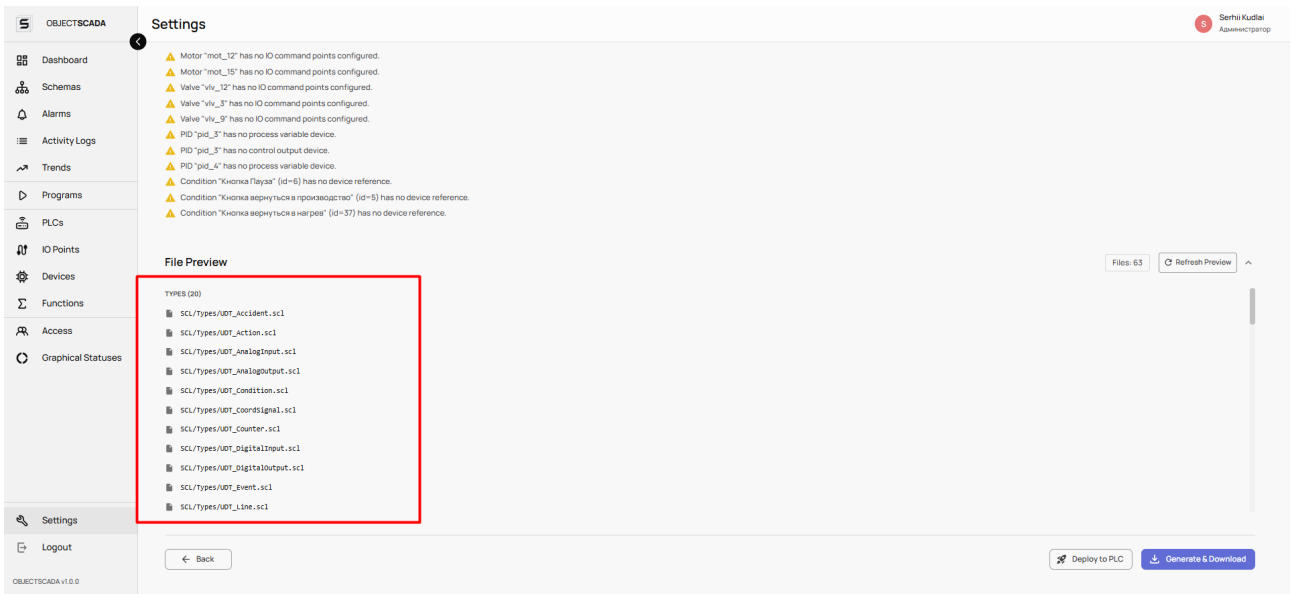 S OBJECTSCADA
Settings
S Serhii Kudlai
Администратор
Dashboard
Schemas
Alarms
Activity Logs
Trends
Programs
PLCs
IO Points
Devices
Functions
Access
Graphical Statuses
Settings
Logout
OBJECTSCADA v1.0.0
Motor "mot_12" has no IO command points configured.
Motor "mot_15" has no IO command points configured.
Valve "vlv_12" has no IO command points configured.
Valve "vlv_3" has no IO command points configured.
Valve "vlv_9" has no IO command points configured.
PID "pid_3" has no process variable device.
PID "pid_3" has no control output device.
PID "pid_4" has no process variable device.
Condition "Кнопка Пауза" (id=6) has no device reference.
Condition "Кнопка вернуться в производство" (id=5) has no device reference.
Condition "Кнопка вернуться в нагрев" (id=37) has no device reference.
File Preview
Files: 63
Refresh Preview
TYPES (20)
SCL/Types/UDT_Accident.scl
SCL/Types/UDT_Action.scl
SCL/Types/UDT_AnalogInput.scl
SCL/Types/UDT_AnalogOutput.scl
SCL/Types/UDT_Condition.scl
SCL/Types/UDT_CoordSignal.scl
SCL/Types/UDT_Counter.scl
SCL/Types/UDT_DigitalInput.scl
SCL/Types/UDT_DigitalOutput.scl
SCL/Types/UDT_Event.scl
SCL/Types/UDT_Line.scl
Back
Deploy to PLC
Generate & Download